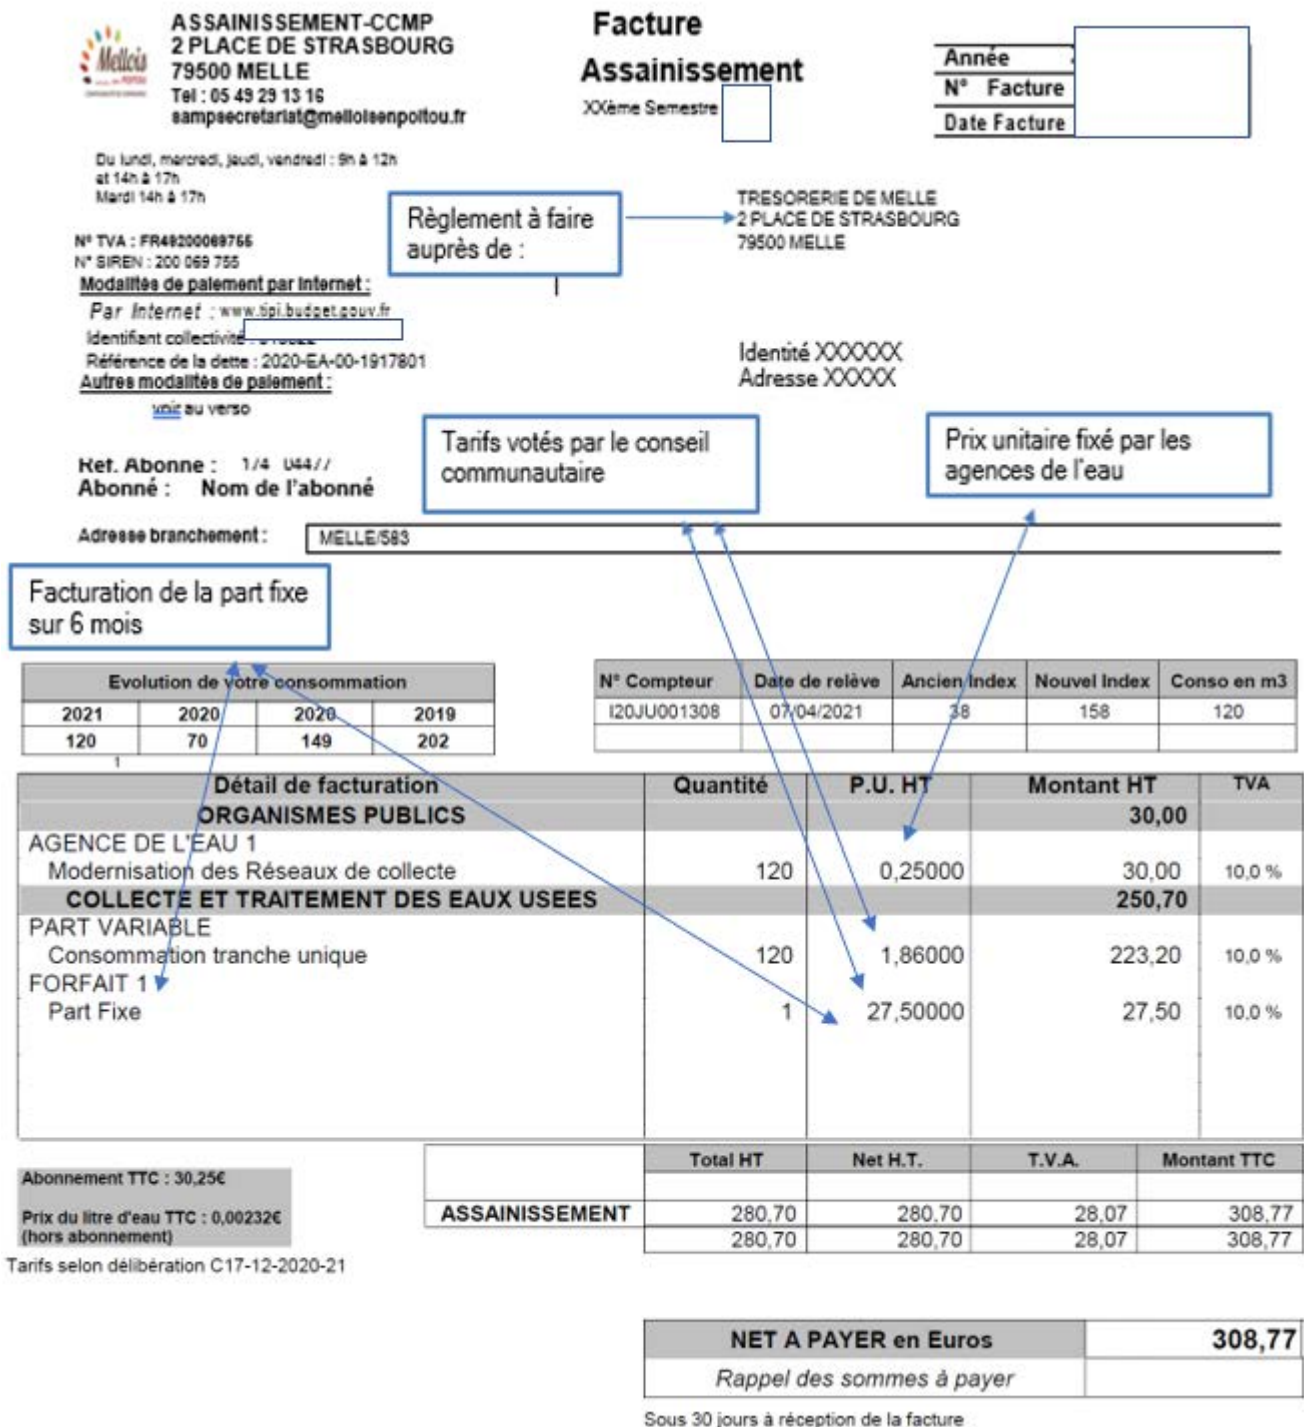 Mellois
ASSAINISSEMENT-CCMP
2 PLACE DE STRASBOURG
79500 MELLE
Tel : 05 49 29 13 16
sampsecretariat@melloisenpoitou.fr
Facture
Assainissement
XXème Semestre
Année
N° Facture
Date Facture
Du lundi, mercredi, jeudi, vendredi : 9h à 12h
et 14h à 17h
Mardi 14h à 17h
Règlement à faire
auprès de :
TRESORERIE DE MELLE
2 PLACE DE STRASBOURG
79500 MELLE
N° TVA : FR49200069755
N° SIREN : 200 069 755
Modalités de paiement par Internet :
Par Internet : www.tipi.budget.gouv.fr
Identifiant collectivité
Référence de la dette : 2020-EA-00-1917801
Autres modalités de paiement :
voir au verso
Identité XXXXXX
Adresse XXXXX
Tarifs votés par le conseil
communautaire
Prix unitaire fixé par les
agences de l'eau
Ref. Abonne : 174 04477
Abonné : Nom de l'abonné
Adresse branchement : MELLE/583
Facturation de la part fixe
sur 6 mois
Evolution de votre consommation
2021 2020 2020 2019
120 70 149 202
1
N° Compteur Date de relève Ancien Index Nouvel Index Conso en m3
I20JU001308 07/04/2021 38 158 120
Détail de facturation Quantité P.U. HT Montant HT TVA
ORGANISMES PUBLICS 30,00
AGENCE DE L'EAU 1
Modernisation des Réseaux de collecte 120 0,25000 30,00 10,0 %
COLLECTE ET TRAITEMENT DES EAUX USEES 250,70
PART VARIABLE
Consommation tranche unique 120 1,86000 223,20 10,0 %
FORFAIT 1
Part Fixe 1 27,50000 27,50 10,0 %
Total HT Net H.T. T.V.A. Montant TTC
ASSAINISSEMENT 280,70 280,70 28,07 308,77
280,70 280,70 28,07 308,77
Abonnement TTC : 30,25€
Prix du litre d'eau TTC : 0,00232€
(hors abonnement)
Tarifs selon délibération C17-12-2020-21
NET A PAYER en Euros 308,77
Rappel des sommes à payer
Sous 30 jours à réception de la facture